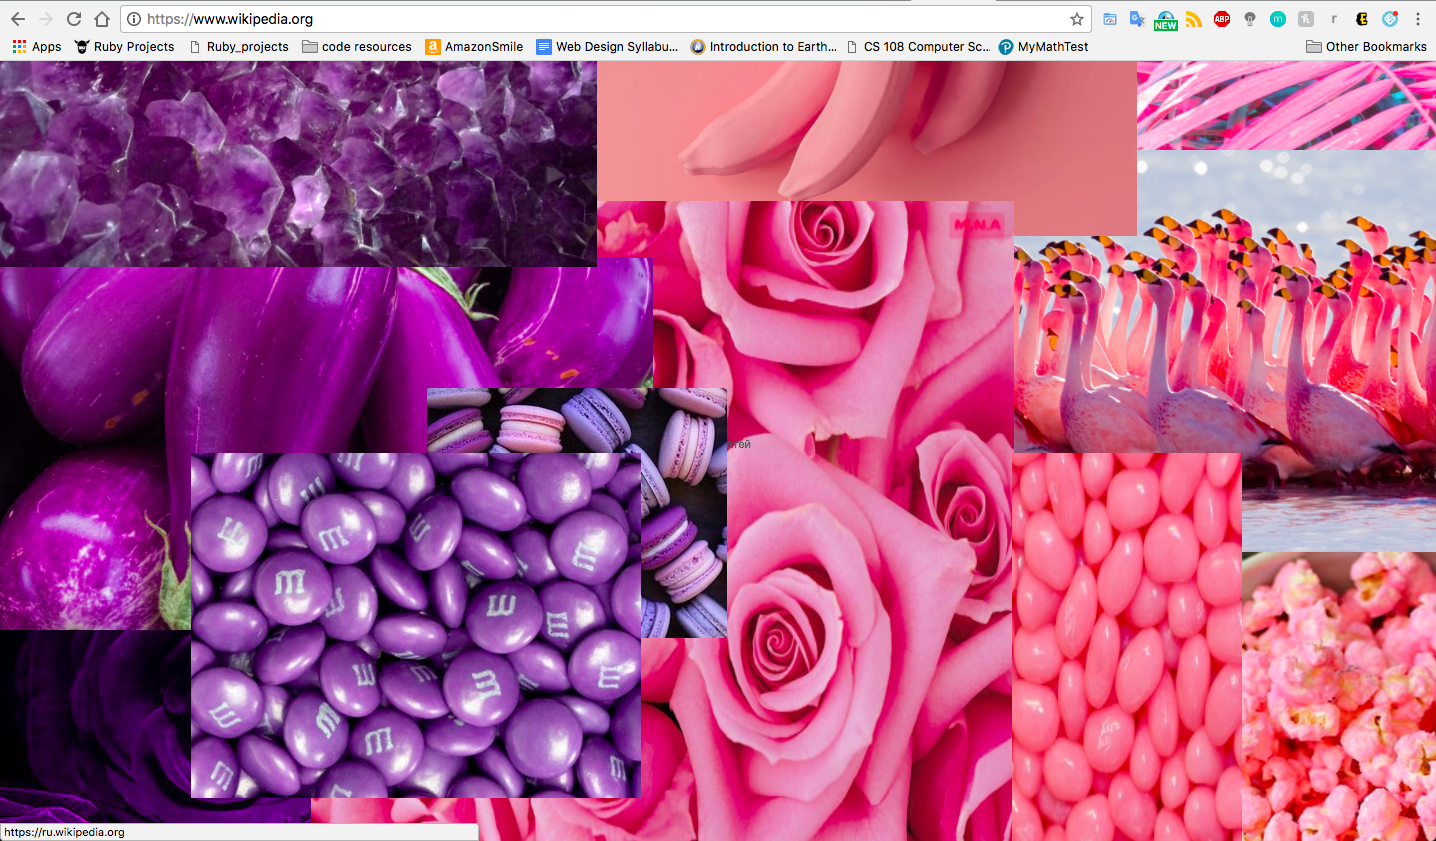 https://www.wikipedia.org
NEW
ABP
m
h
r
Apps
Ruby Projects
Ruby_projects
code resources
AmazonSmile
Web Design Syllabu...
Introduction to Earth...
CS 108 Computer Sc...
MyMathTest
Other Bookmarks
M.N.A
тей
m
m
m
m
m
m
m
m
m
m
m
m
m
m
https://ru.wikipedia.org